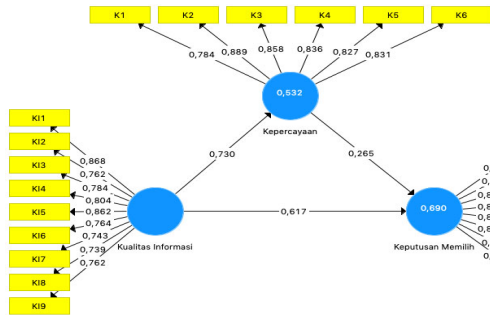 K1 K2 K3 K4 K5 K6
0,784 0,889 0,858 0,836 0,827 0,831
0,532
Kepercayaan
KI1
KI2
KI3
KI4
KI5
KI6
KI7
KI8
KI9
0,868
0,762
0,784
0,804
0,862
0,764
0,743
0,739
0,762
Kualitas Informasi
0,730
0,265
0,617
0,690
Keputusan Memilih